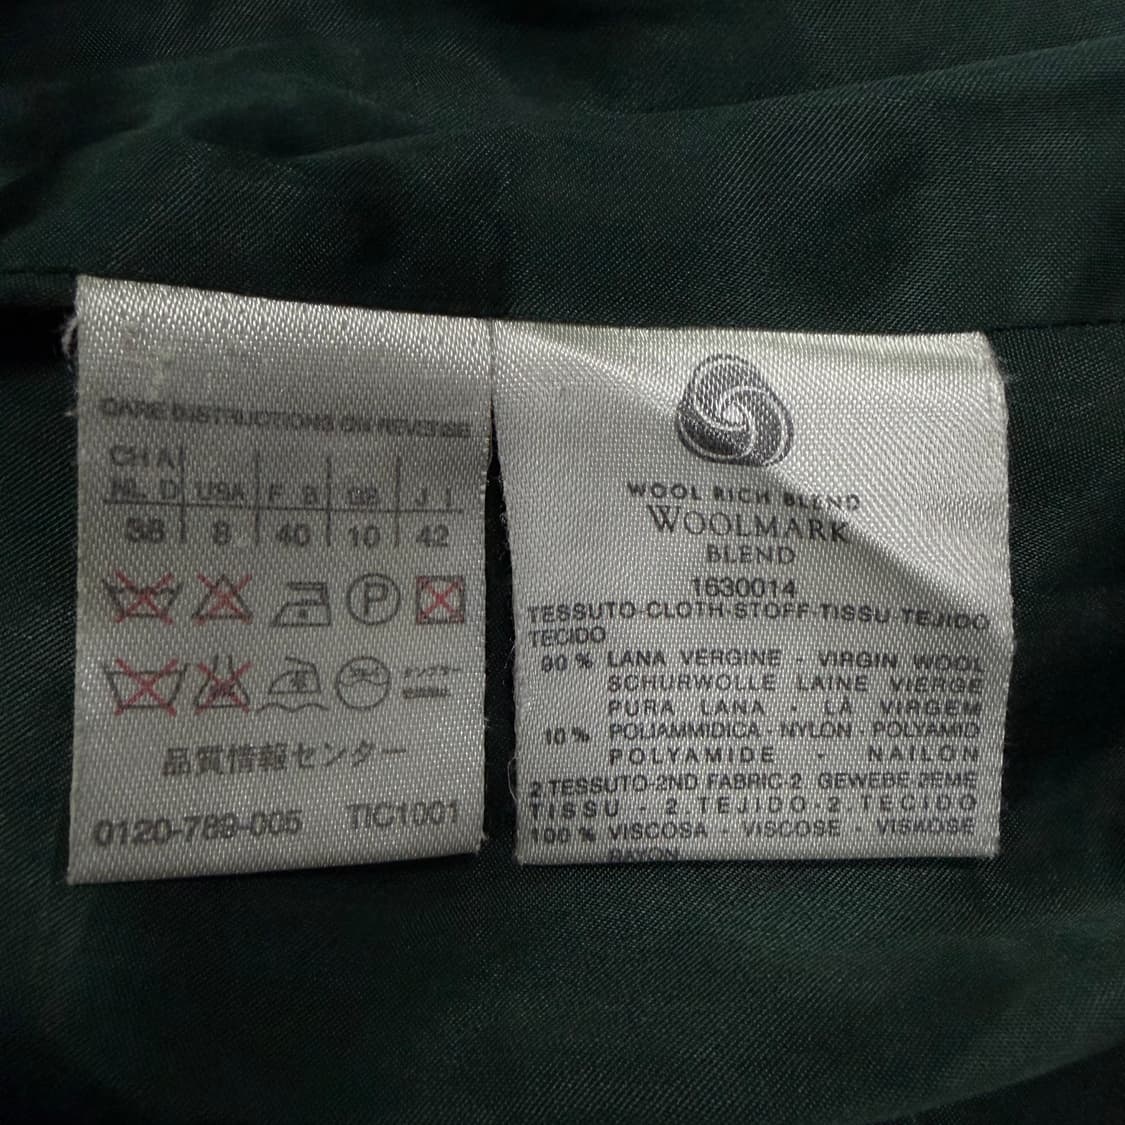 CARE INSTRUCTIONS ON REVERSE
CH A
NL D USA F B GB J I
38 8 40 10 42
P
品質情報センター
0120-789-005 TIC1001
WOOL RICH BLEND
WOOLMARK
BLEND
1630014
TESSUTO-CLOTH-STOFF-TISSU-TEJIDO
TECIDO
90 % LANA VERGINE - VIRGIN WOOL
SCHURWOLLE LAINE VIERGE
PURA LANA - LA VIRGEM
10 % POLIAMMIDICA - NYLON - POLYAMID
POLYAMIDE - NAILON
2 TESSUTO-2ND FABRIC-2 GEWEBE-2EME
TISSU - 2 TEJIDO-2 TECIDO
100 % VISCOSA - VISCOSE - VISKOSE
RAYON